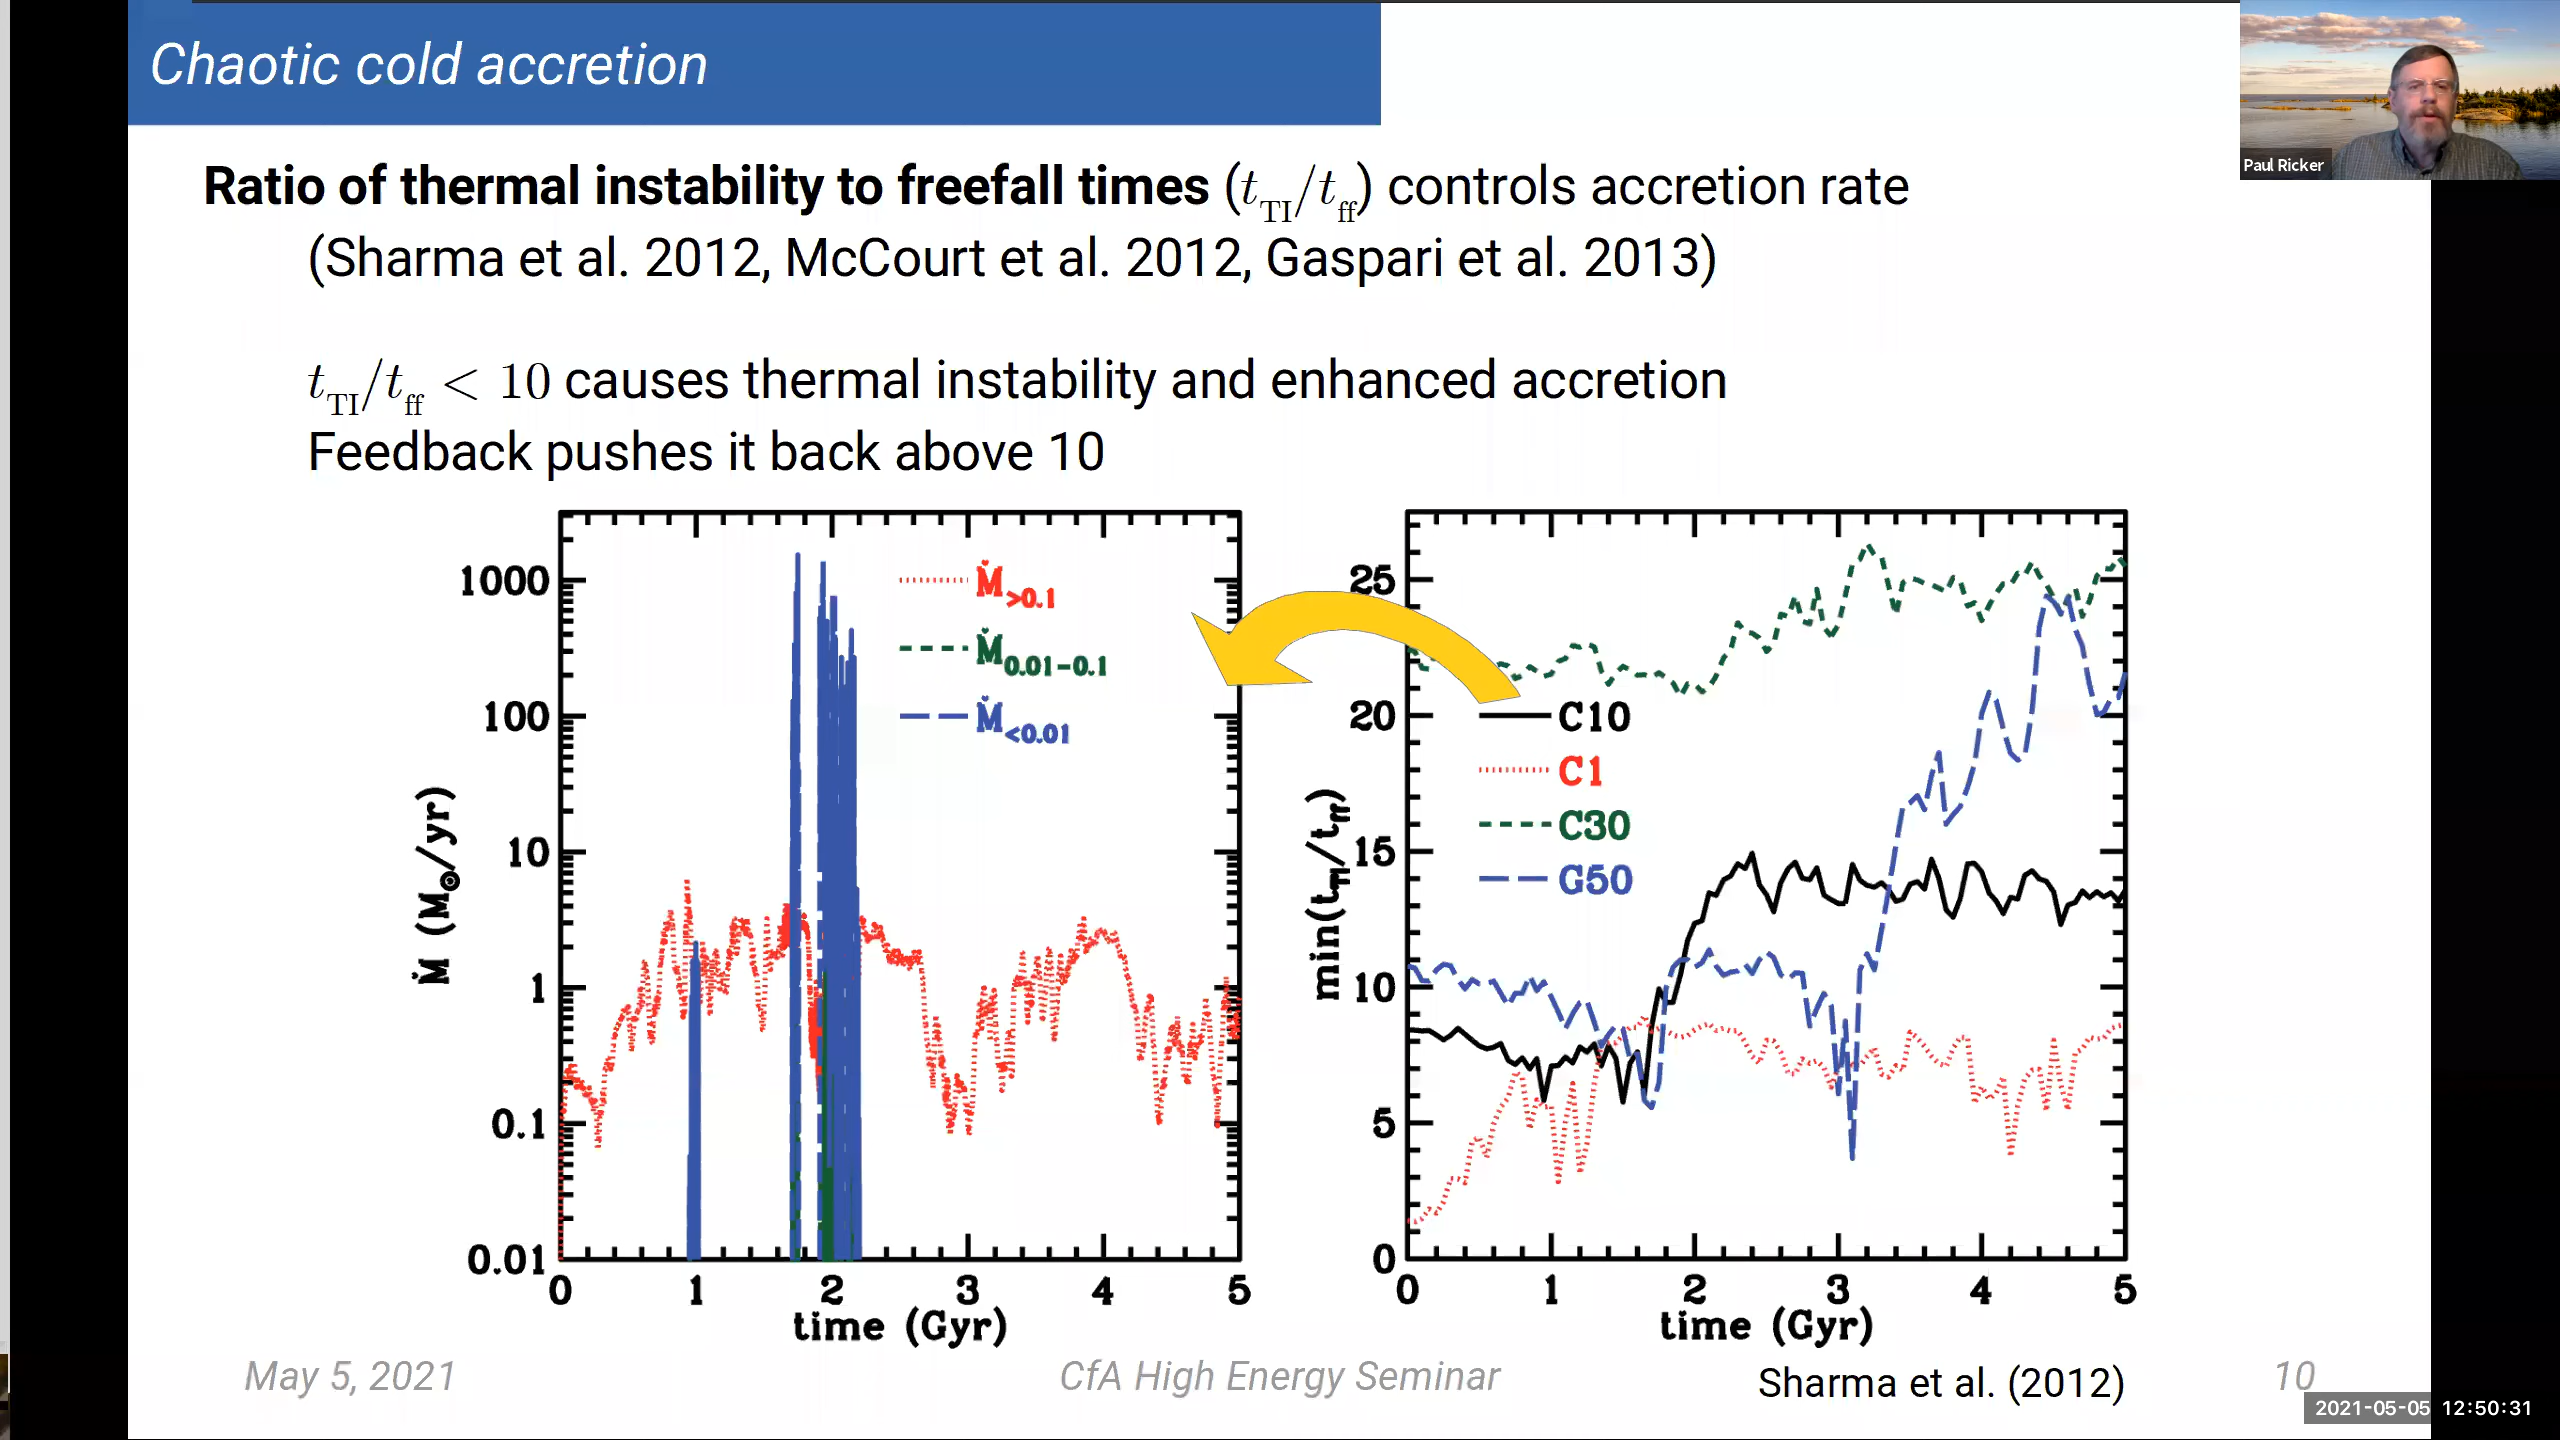 Chaotic cold accretion
Paul Ricker
Ratio of thermal instability to freefall times (t_TI/t_ff) controls accretion rate
(Sharma et al. 2012, McCourt et al. 2012, Gaspari et al. 2013)
t_TI/t_ff < 10 causes thermal instability and enhanced accretion
Feedback pushes it back above 10
Ṁ (M☉/yr)
1000
100
10
1
0.1
0.01
Ṁ>0.1
Ṁ0.01-0.1
Ṁ<0.01
0 1 2 3 4 5
time (Gyr)
min(t_TI/t_ff)
25
20
15
10
5
0
C10
C1
C30
G50
0 1 2 3 4 5
time (Gyr)
May 5, 2021
CfA High Energy Seminar
Sharma et al. (2012)
10
2021-05-05 12:50:31